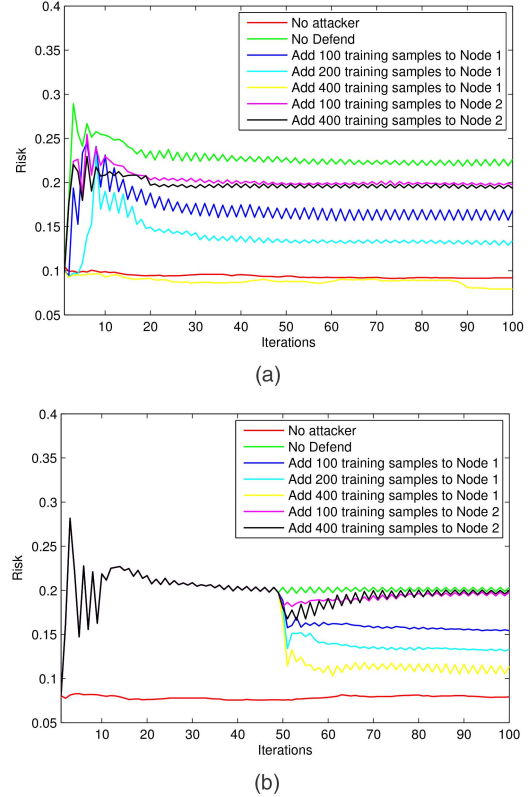 0.4
0.35
0.3
0.25
0.2
0.15
0.1
0.05
Risk
No attacker
No Defend
Add 100 training samples to Node 1
Add 200 training samples to Node 1
Add 400 training samples to Node 1
Add 100 training samples to Node 2
Add 400 training samples to Node 2
10 20 30 40 50 60 70 80 90 100
Iterations
(a)
0.4
0.35
0.3
0.25
0.2
0.15
0.1
0.05
Risk
No attacker
No Defend
Add 100 training samples to Node 1
Add 200 training samples to Node 1
Add 400 training samples to Node 1
Add 100 training samples to Node 2
Add 400 training samples to Node 2
10 20 30 40 50 60 70 80 90 100
Iterations
(b)